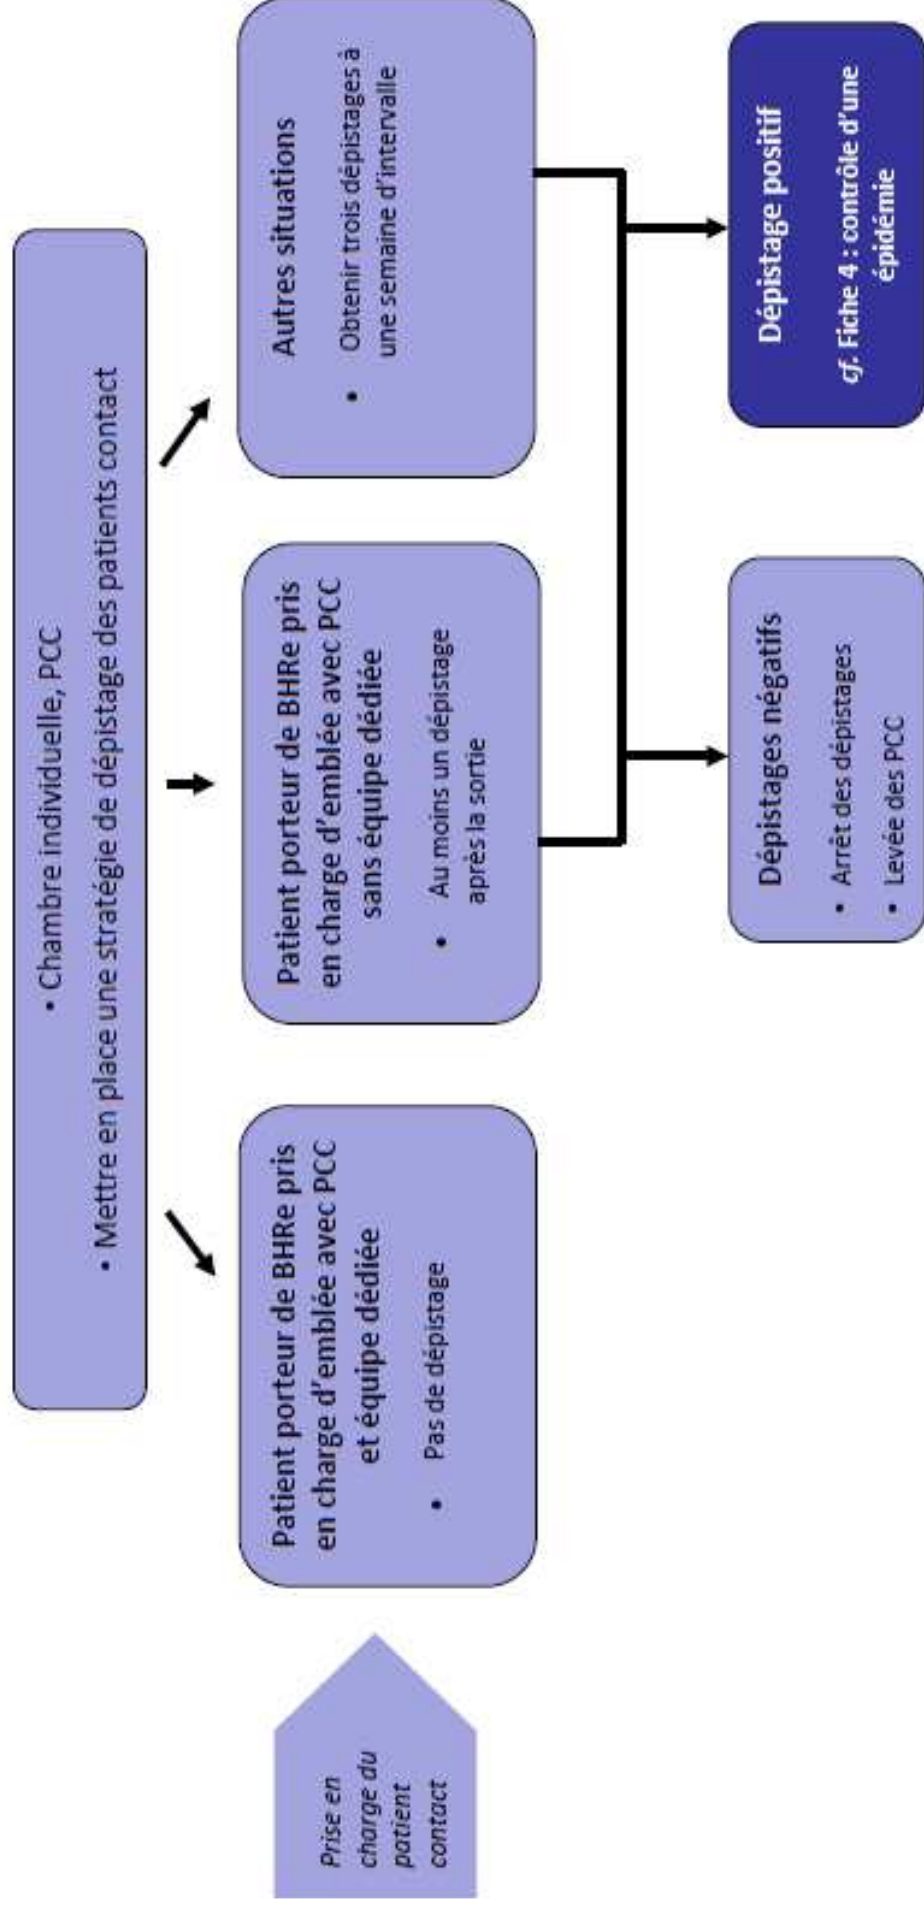 • Chambre individuelle, PCC
• Mettre en place une stratégie de dépistage des patients contact
Prise en
charge du
patient
contact
Patient porteur de BHRe pris
en charge d'emblée avec PCC
et équipe dédiée
• Pas de dépistage
Patient porteur de BHRe pris
en charge d'emblée avec PCC
sans équipe dédiée
• Au moins un dépistage
après la sortie
Autres situations
• Obtenir trois dépistages à
une semaine d'intervalle
Dépistages négatifs
• Arrêt des dépistages
• Levée des PCC
Dépistage positif
cf. Fiche 4 : contrôle d'une
épidémie